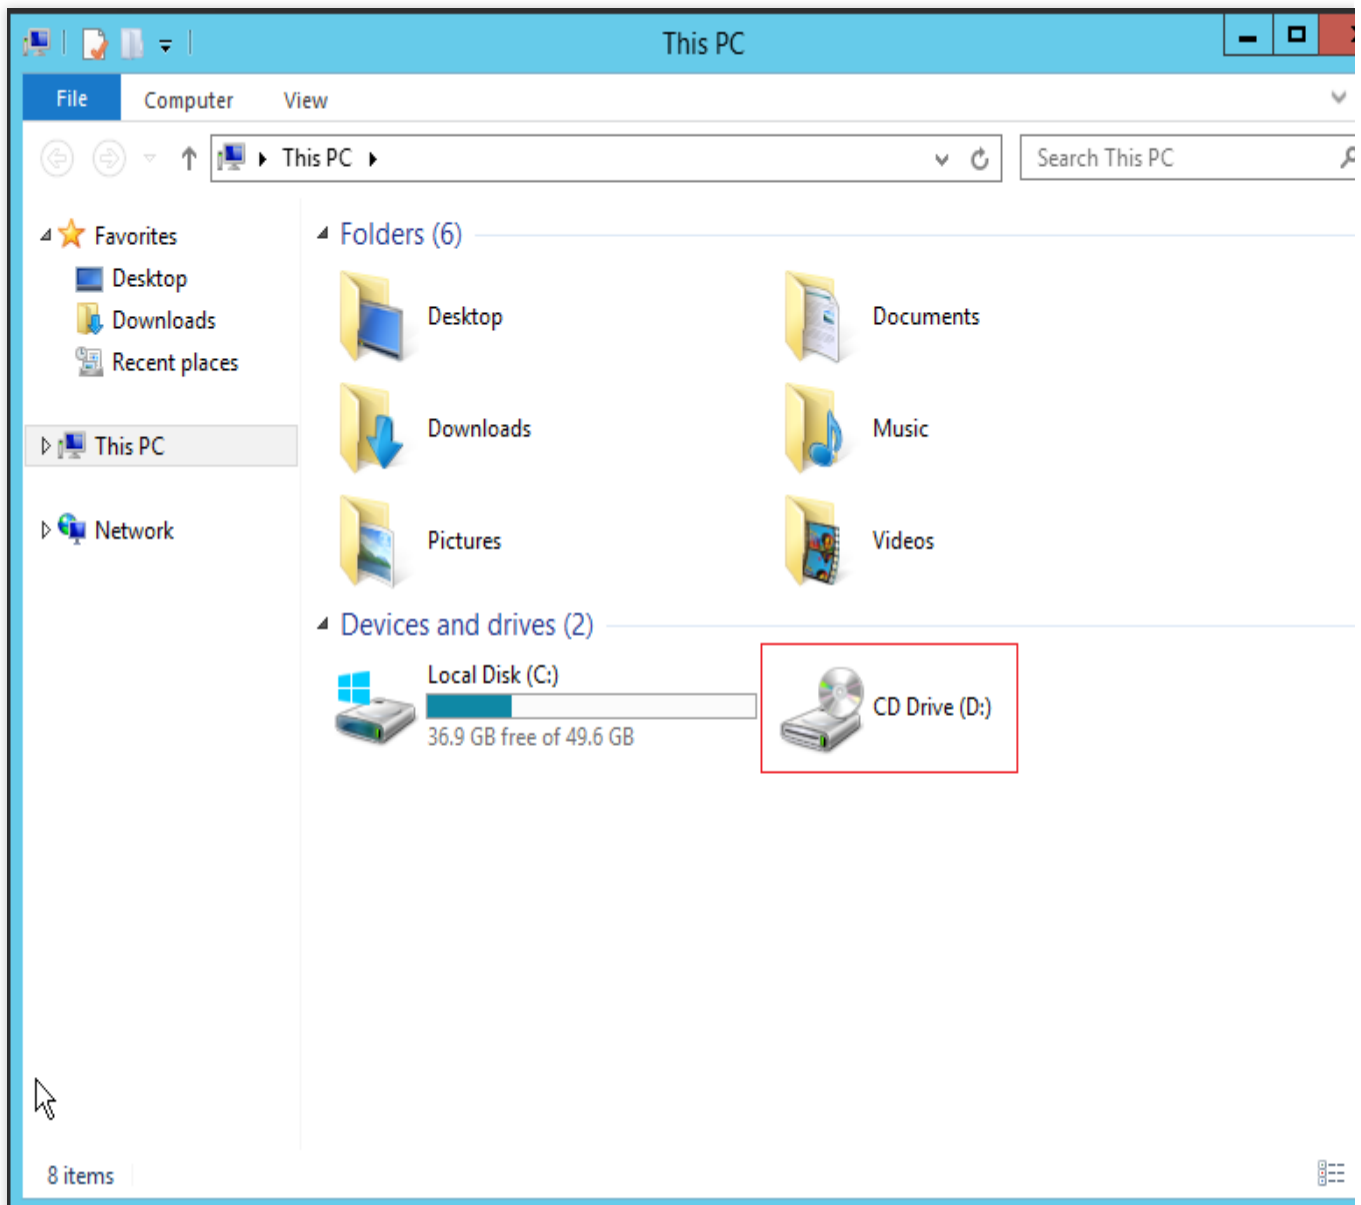 This PC
File Computer View
This PC
Search This PC
Favorites
Desktop
Downloads
Recent places
This PC
Network
Folders (6)
Desktop
Documents
Downloads
Music
Pictures
Videos
Devices and drives (2)
Local Disk (C:)
36.9 GB free of 49.6 GB
CD Drive (D:)
8 items